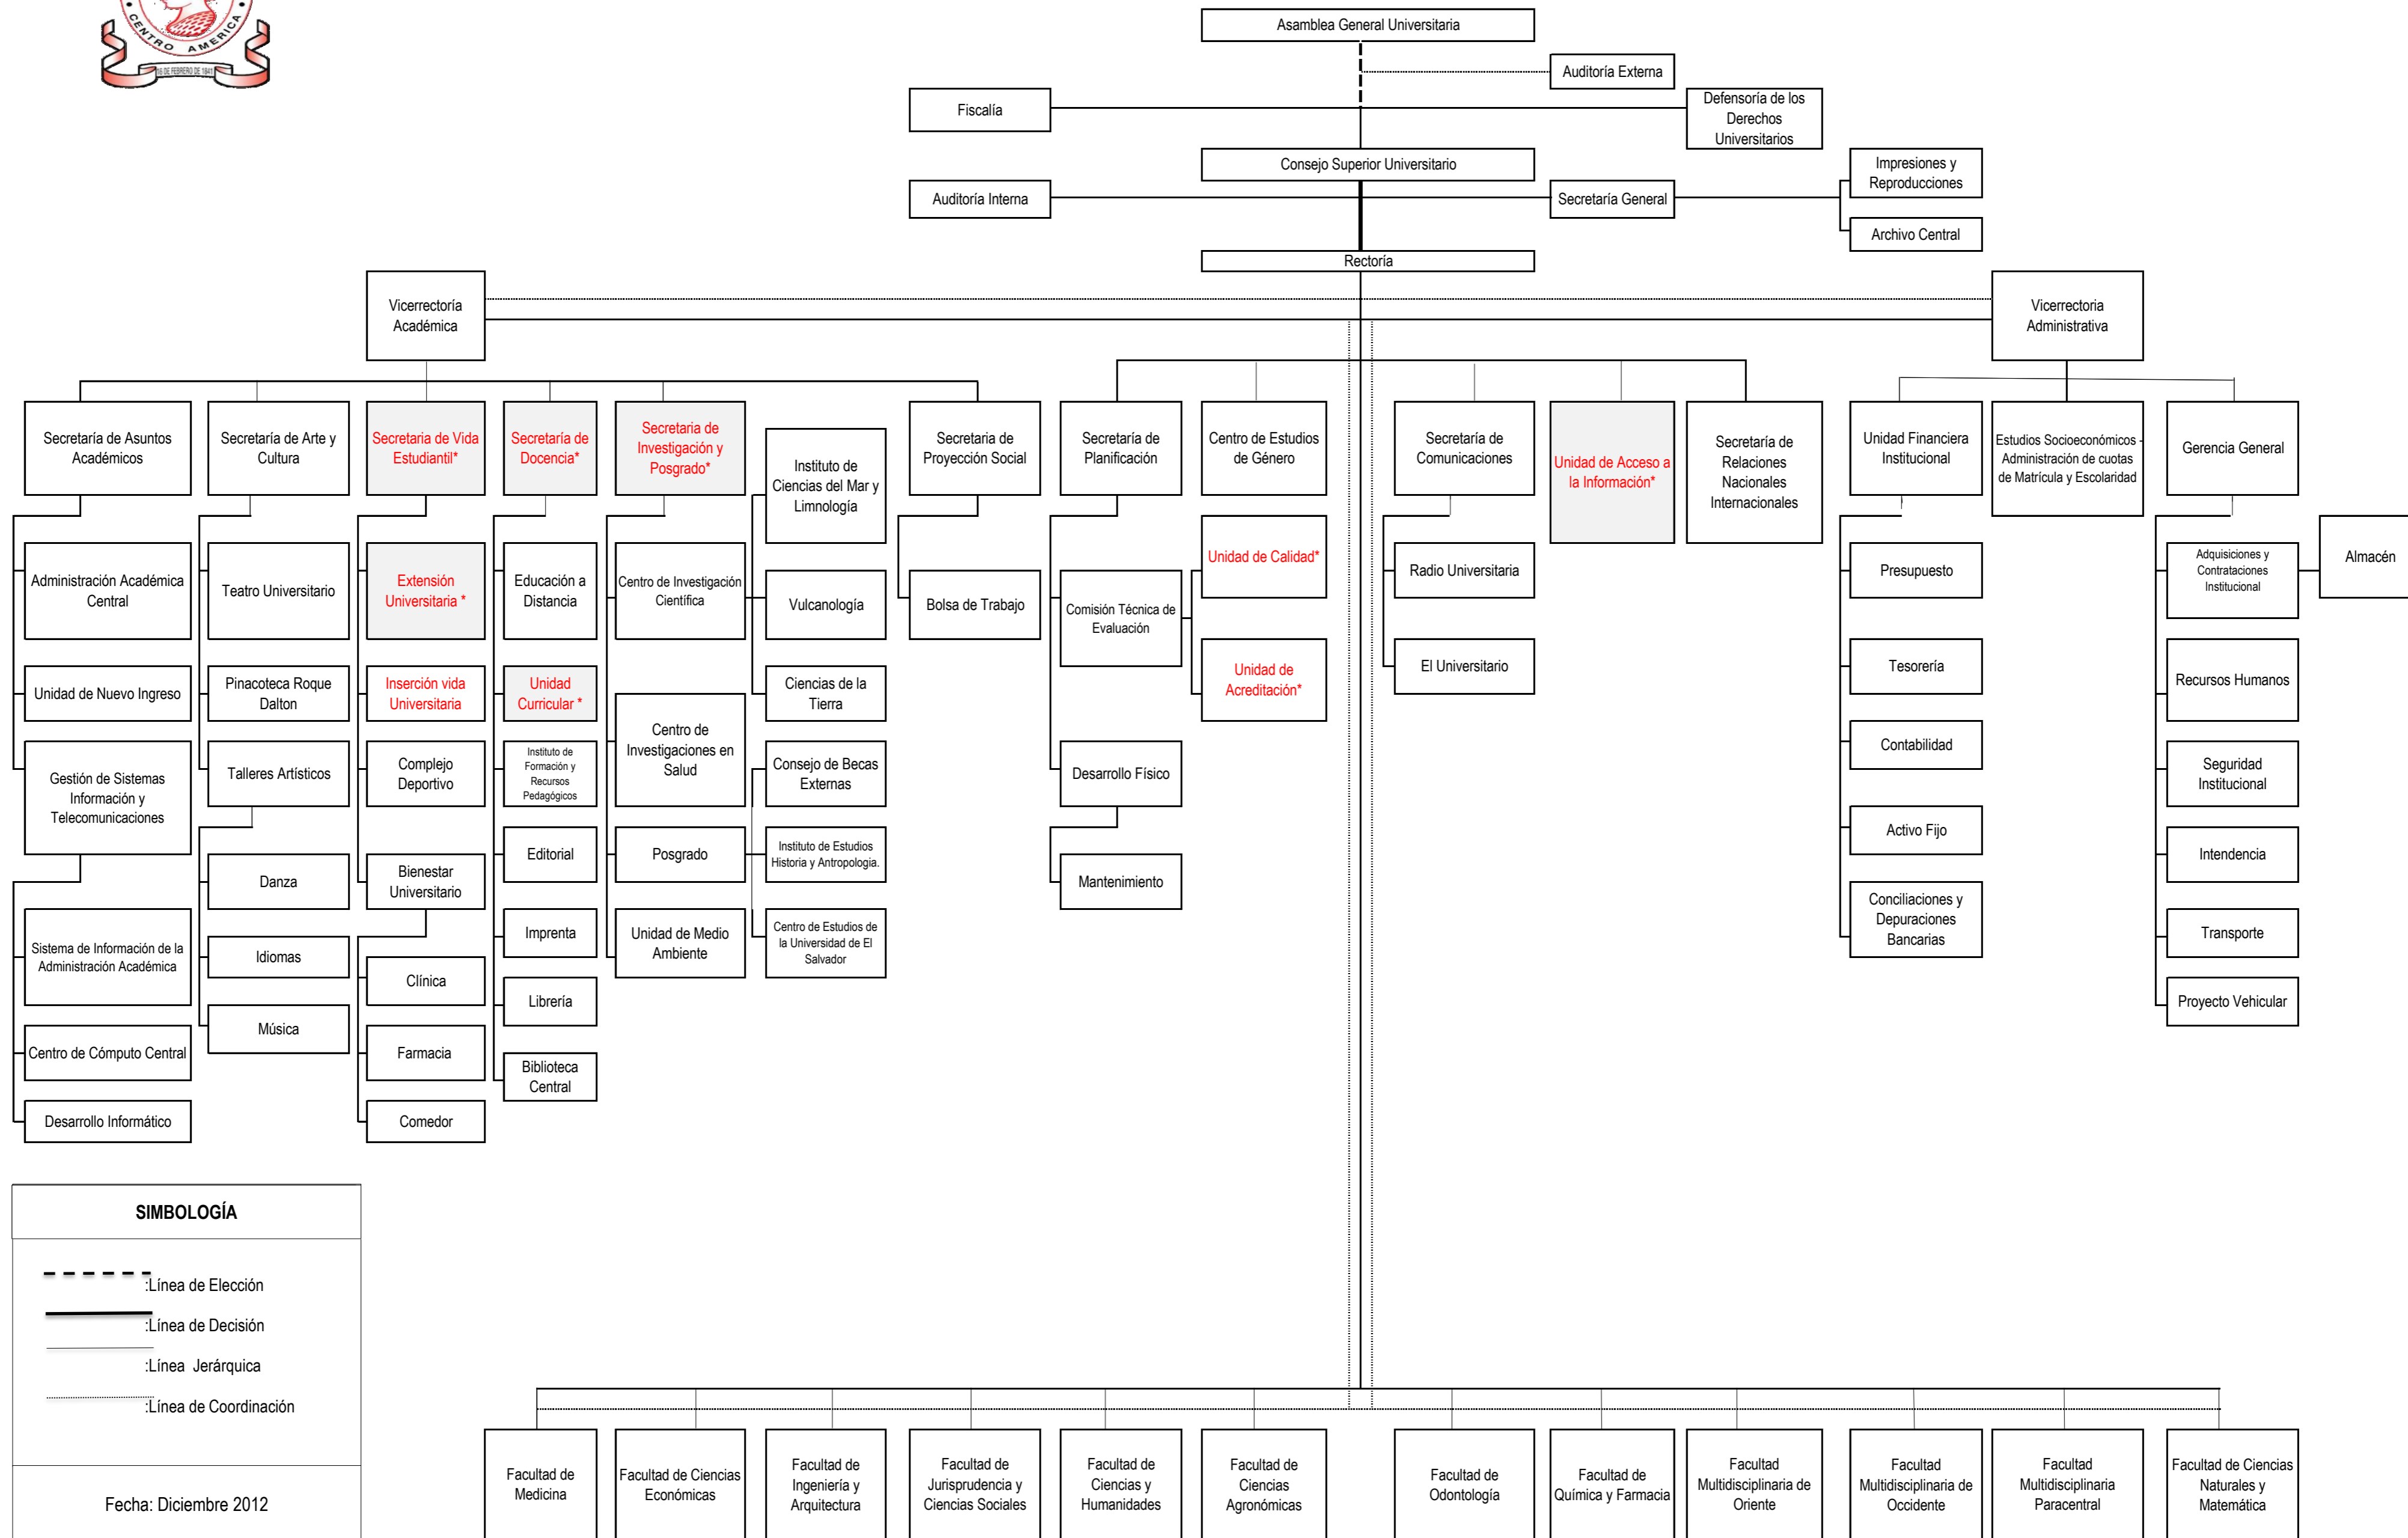 CENTRO AMERICA
16 DE FEBRERO DE 1841
Asamblea General Universitaria
Auditoría Externa
Fiscalía
Defensoría de los
Derechos
Universitarios
Consejo Superior Universitario
Impresiones y
Reproducciones
Auditoría Interna
Secretaría General
Archivo Central
Rectoría
Vicerrectoría
Académica
Vicerrectoria
Administrativa
Secretaría de Asuntos
Académicos
Secretaría de Arte y
Cultura
Secretaria de Vida
Estudiantil*
Secretaría de
Docencia*
Secretaria de
Investigación y
Posgrado*
Instituto de
Ciencias del Mar y
Limnología
Secretaria de
Proyección Social
Secretaría de
Planificación
Centro de Estudios
de Género
Secretaría de
Comunicaciones
Unidad de Acceso a
la Información*
Secretaría de
Relaciones
Nacionales
Internacionales
Unidad Financiera
Institucional
Estudios Socioeconómicos -
Administración de cuotas
de Matrícula y Escolaridad
Gerencia General
Administración Académica
Central
Teatro Universitario
Extensión
Universitaria *
Educación a
Distancia
Centro de Investigación
Científica
Vulcanología
Bolsa de Trabajo
Comisión Técnica de
Evaluación
Unidad de Calidad*
Radio Universitaria
Presupuesto
Adquisiciones y
Contrataciones
Institucional
Almacén
Unidad de Nuevo Ingreso
Pinacoteca Roque
Dalton
Inserción vida
Universitaria
Unidad
Curricular *
Ciencias de la
Tierra
Unidad de
Acreditación*
El Universitario
Tesorería
Recursos Humanos
Gestión de Sistemas
Información y
Telecomunicaciones
Talleres Artísticos
Complejo
Deportivo
Instituto de
Formación y
Recursos
Pedagógicos
Centro de
Investigaciones en
Salud
Consejo de Becas
Externas
Desarrollo Físico
Contabilidad
Seguridad
Institucional
Danza
Bienestar
Universitario
Editorial
Posgrado
Instituto de Estudios
Historia y Antropologia.
Mantenimiento
Activo Fijo
Intendencia
Sistema de Información de la
Administración Académica
Idiomas
Clínica
Imprenta
Unidad de Medio
Ambiente
Centro de Estudios de
la Universidad de El
Salvador
Conciliaciones y
Depuraciones
Bancarias
Transporte
Centro de Cómputo Central
Música
Farmacia
Librería
Proyecto Vehicular
Desarrollo Informático
Comedor
Biblioteca
Central
SIMBOLOGÍA
:Línea de Elección
:Línea de Decisión
:Línea  Jerárquica
:Línea de Coordinación
Fecha: Diciembre 2012
Facultad de
Medicina
Facultad de Ciencias
Económicas
Facultad de
Ingeniería y
Arquitectura
Facultad de
Jurisprudencia y
Ciencias Sociales
Facultad de
Ciencias y
Humanidades
Facultad de
Ciencias
Agronómicas
Facultad de
Odontología
Facultad de
Química y Farmacia
Facultad
Multidisciplinaria de
Oriente
Facultad
Multidisciplinaria de
Occidente
Facultad
Multidisciplinaria
Paracentral
Facultad de Ciencias
Naturales y
Matemática